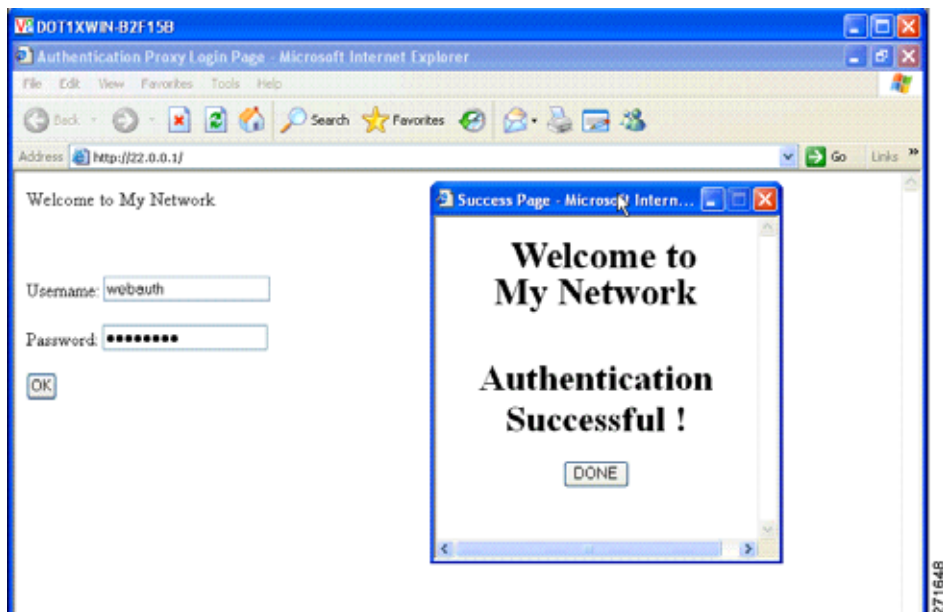 DOT1XWIN-B2F15B
Authentication Proxy Login Page - Microsoft Internet Explorer
File Edit View Favorites Tools Help
Back Search Favorites
Address http://22.0.0.1/ Go Links »
Welcome to My Network
Username: webauth
Password: ••••••••
OK
Success Page - Microsoft Intern...
Welcome to
My Network
Authentication
Successful !
DONE
271648